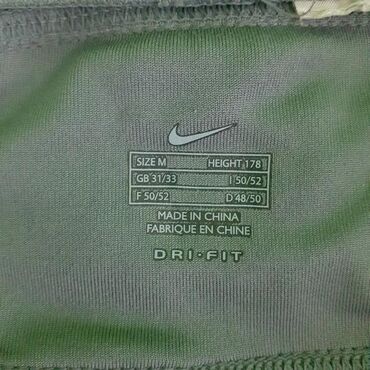 SIZE M HEIGHT 178
GB 31/33 I 50/52
F 50/52 D 48/50
MADE IN CHINA
FABRIQUE EN CHINE
DRI•FIT